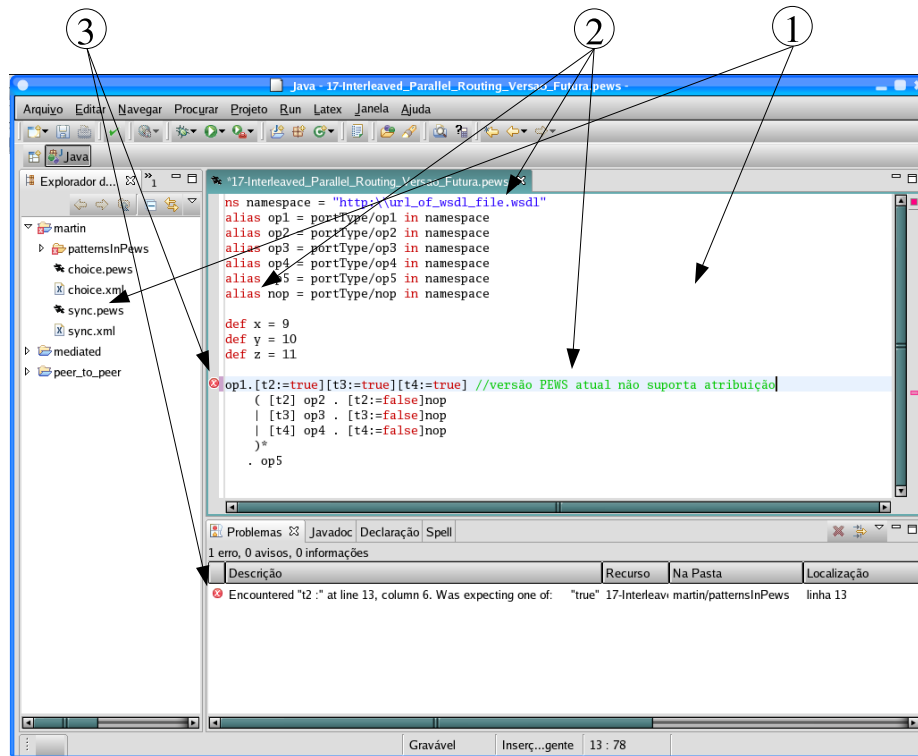 3
2
1
Java - 17-Interleaved_Parallel_Routing_Versao_Futura.pews -
Arquivo Editar Navegar Procurar Projeto Run Latex Janela Ajuda
Java
Explorador d... »1
*17-Interleaved_Parallel_Routing_Versao_Futura.pews
martin
patternsInPews
choice.pews
choice.xml
sync.pews
sync.xml
mediated
peer_to_peer
ns namespace = "http:\\url_of_wsdl_file.wsdl"
alias op1 = portType/op1 in namespace
alias op2 = portType/op2 in namespace
alias op3 = portType/op3 in namespace
alias op4 = portType/op4 in namespace
alias op5 = portType/op5 in namespace
alias nop = portType/nop in namespace
def x = 9
def y = 10
def z = 11
op1.[t2:=true][t3:=true][t4:=true] //versão PEWS atual não suporta atribuição
( [t2] op2 . [t2:=false]nop
| [t3] op3 . [t3:=false]nop
| [t4] op4 . [t4:=false]nop
)*
. op5
Problemas Javadoc Declaração Spell
1 erro, 0 avisos, 0 informações
Descrição Recurso Na Pasta Localização
Encountered "t2 :" at line 13, column 6. Was expecting one of: "true" 17-Interleav martin/patternsInPews linha 13
Gravável Inserç...gente 13 : 78